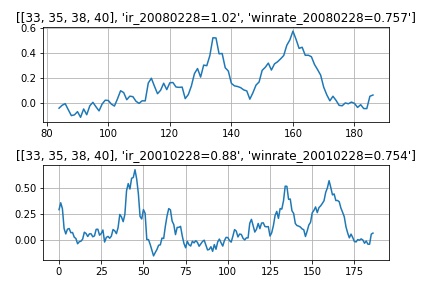 [[33, 35, 38, 40], 'ir_20080228=1.02', 'winrate_20080228=0.757']
0.6
0.4
0.2
0.0
80 100 120 140 160 180
[[33, 35, 38, 40], 'ir_20010228=0.88', 'winrate_20010228=0.754']
0.50
0.25
0.00
0 25 50 75 100 125 150 175